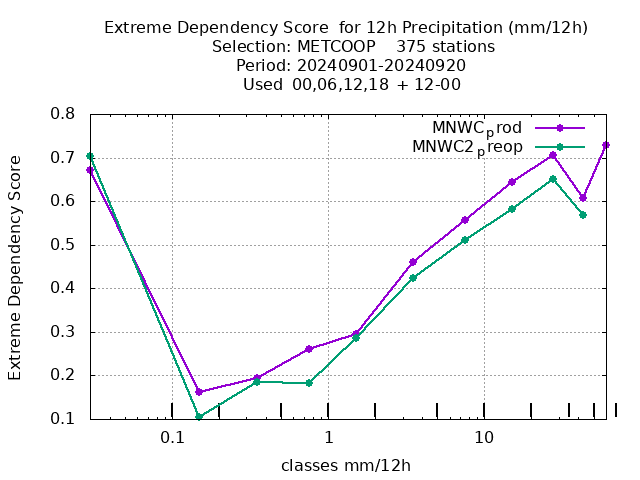 Extreme Dependency Score  for 12h Precipitation (mm/12h)
Selection: METCOOP    375 stations
Period: 20240901-20240920
Used  00,06,12,18 + 12-00
MNWCprod
MNWC2preop
0.8
0.7
0.6
0.5
0.4
0.3
0.2
0.1
Extreme Dependency Score
0.1
1
10
classes mm/12h